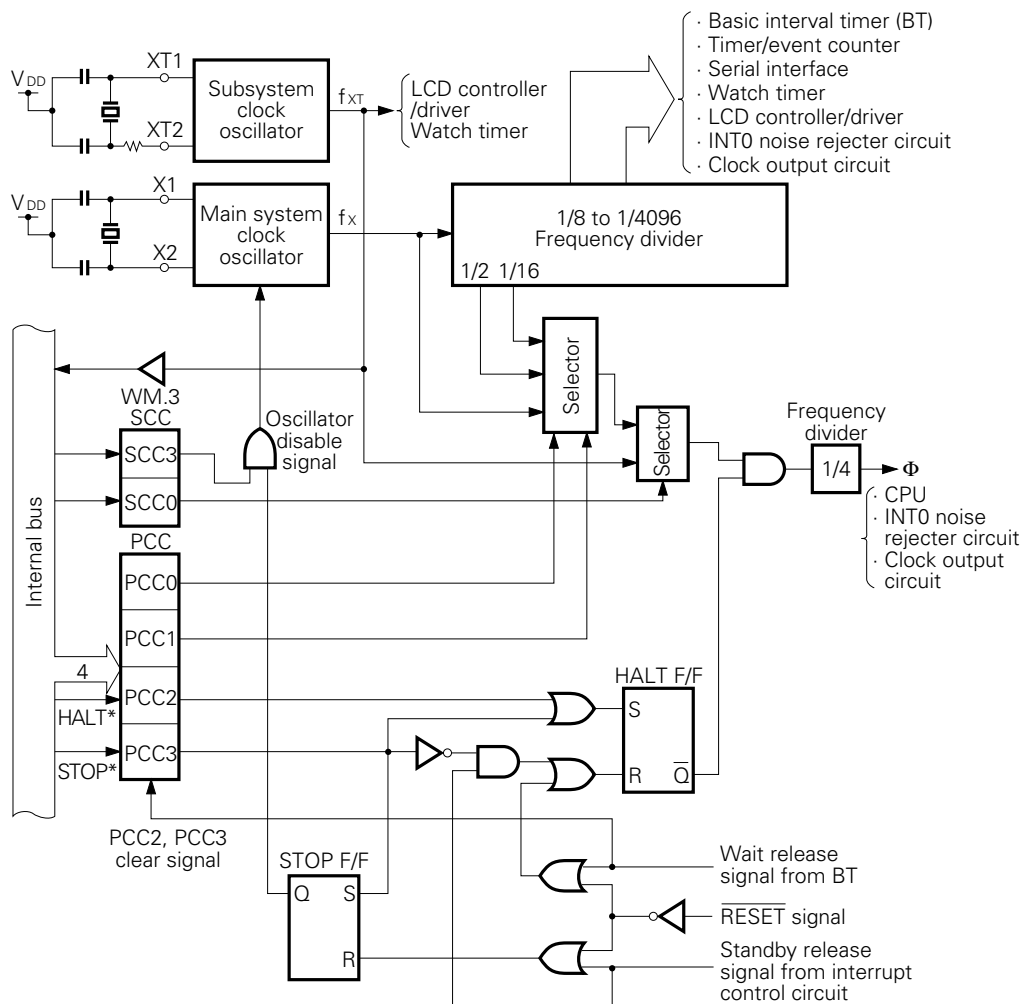 · Basic interval timer (BT)
· Timer/event counter
· Serial interface
· Watch timer
· LCD controller/driver
· INT0 noise rejecter circuit
· Clock output circuit
VDD
XT1
XT2
Subsystem
clock
oscillator
fXT
LCD controller
/driver
Watch timer
VDD
X1
X2
Main system
clock
oscillator
fX
1/8 to 1/4096
Frequency divider
1/2 1/16
Selector
Selector
WM.3
SCC
SCC3
SCC0
Oscillator
disable
signal
Frequency
divider
1/4
Φ
· CPU
· INT0 noise
rejecter circuit
· Clock output
circuit
Internal bus
PCC
PCC0
PCC1
PCC2
PCC3
4
HALT*
STOP*
HALT F/F
S
R
Q̅
PCC2, PCC3
clear signal
STOP F/F
Q
S
R
Wait release
signal from BT
R̅E̅S̅E̅T̅ signal
Standby release
signal from interrupt
control circuit